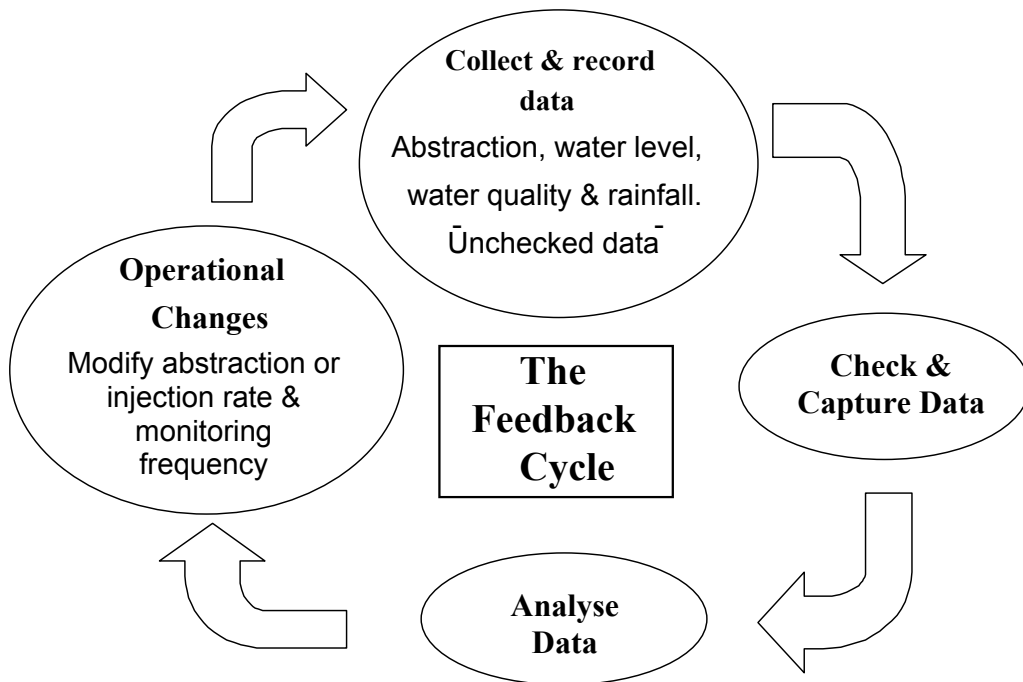 Collect & record
data
Abstraction, water level,
water quality & rainfall.
Unchecked data
Check &
Capture Data
Analyse
Data
Operational
Changes
Modify abstraction or
injection rate &
monitoring
frequency
The
Feedback
Cycle